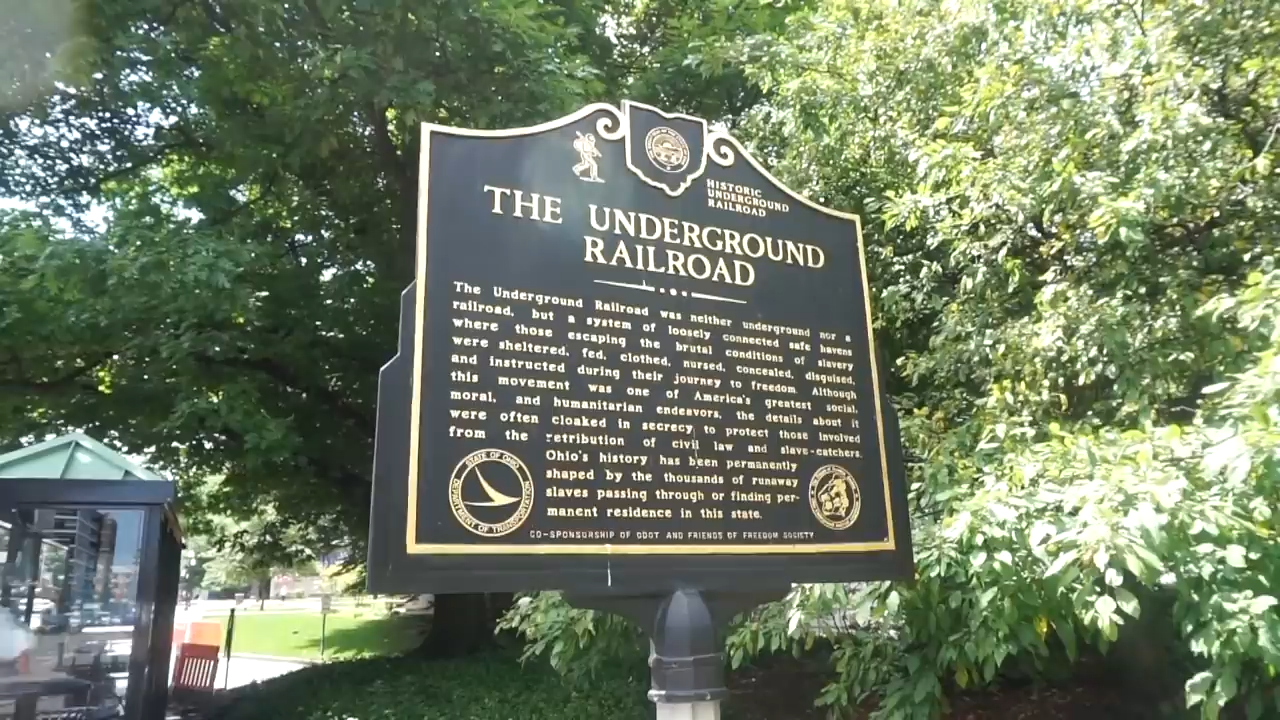 HISTORIC
UNDERGROUND
RAILROAD
THE UNDERGROUND
RAILROAD
The Underground Railroad was neither underground nor a
railroad, but a system of loosely connected safe havens
where those escaping the brutal conditions of slavery
were sheltered, fed, clothed, nursed, concealed, disguised,
and instructed during their journey to freedom. Although
this movement was one of America's greatest social,
moral, and humanitarian endeavors, the details about it
were often cloaked in secrecy to protect those involved
from the retribution of civil law and slave-catchers.
Ohio's history has been permanently
shaped by the thousands of runaway
slaves passing through or finding per-
manent residence in this state.
STATE OF OHIO
DEPARTMENT OF TRANSPORTATION
CO-SPONSORSHIP OF ODOT AND FRIENDS OF FREEDOM SOCIETY